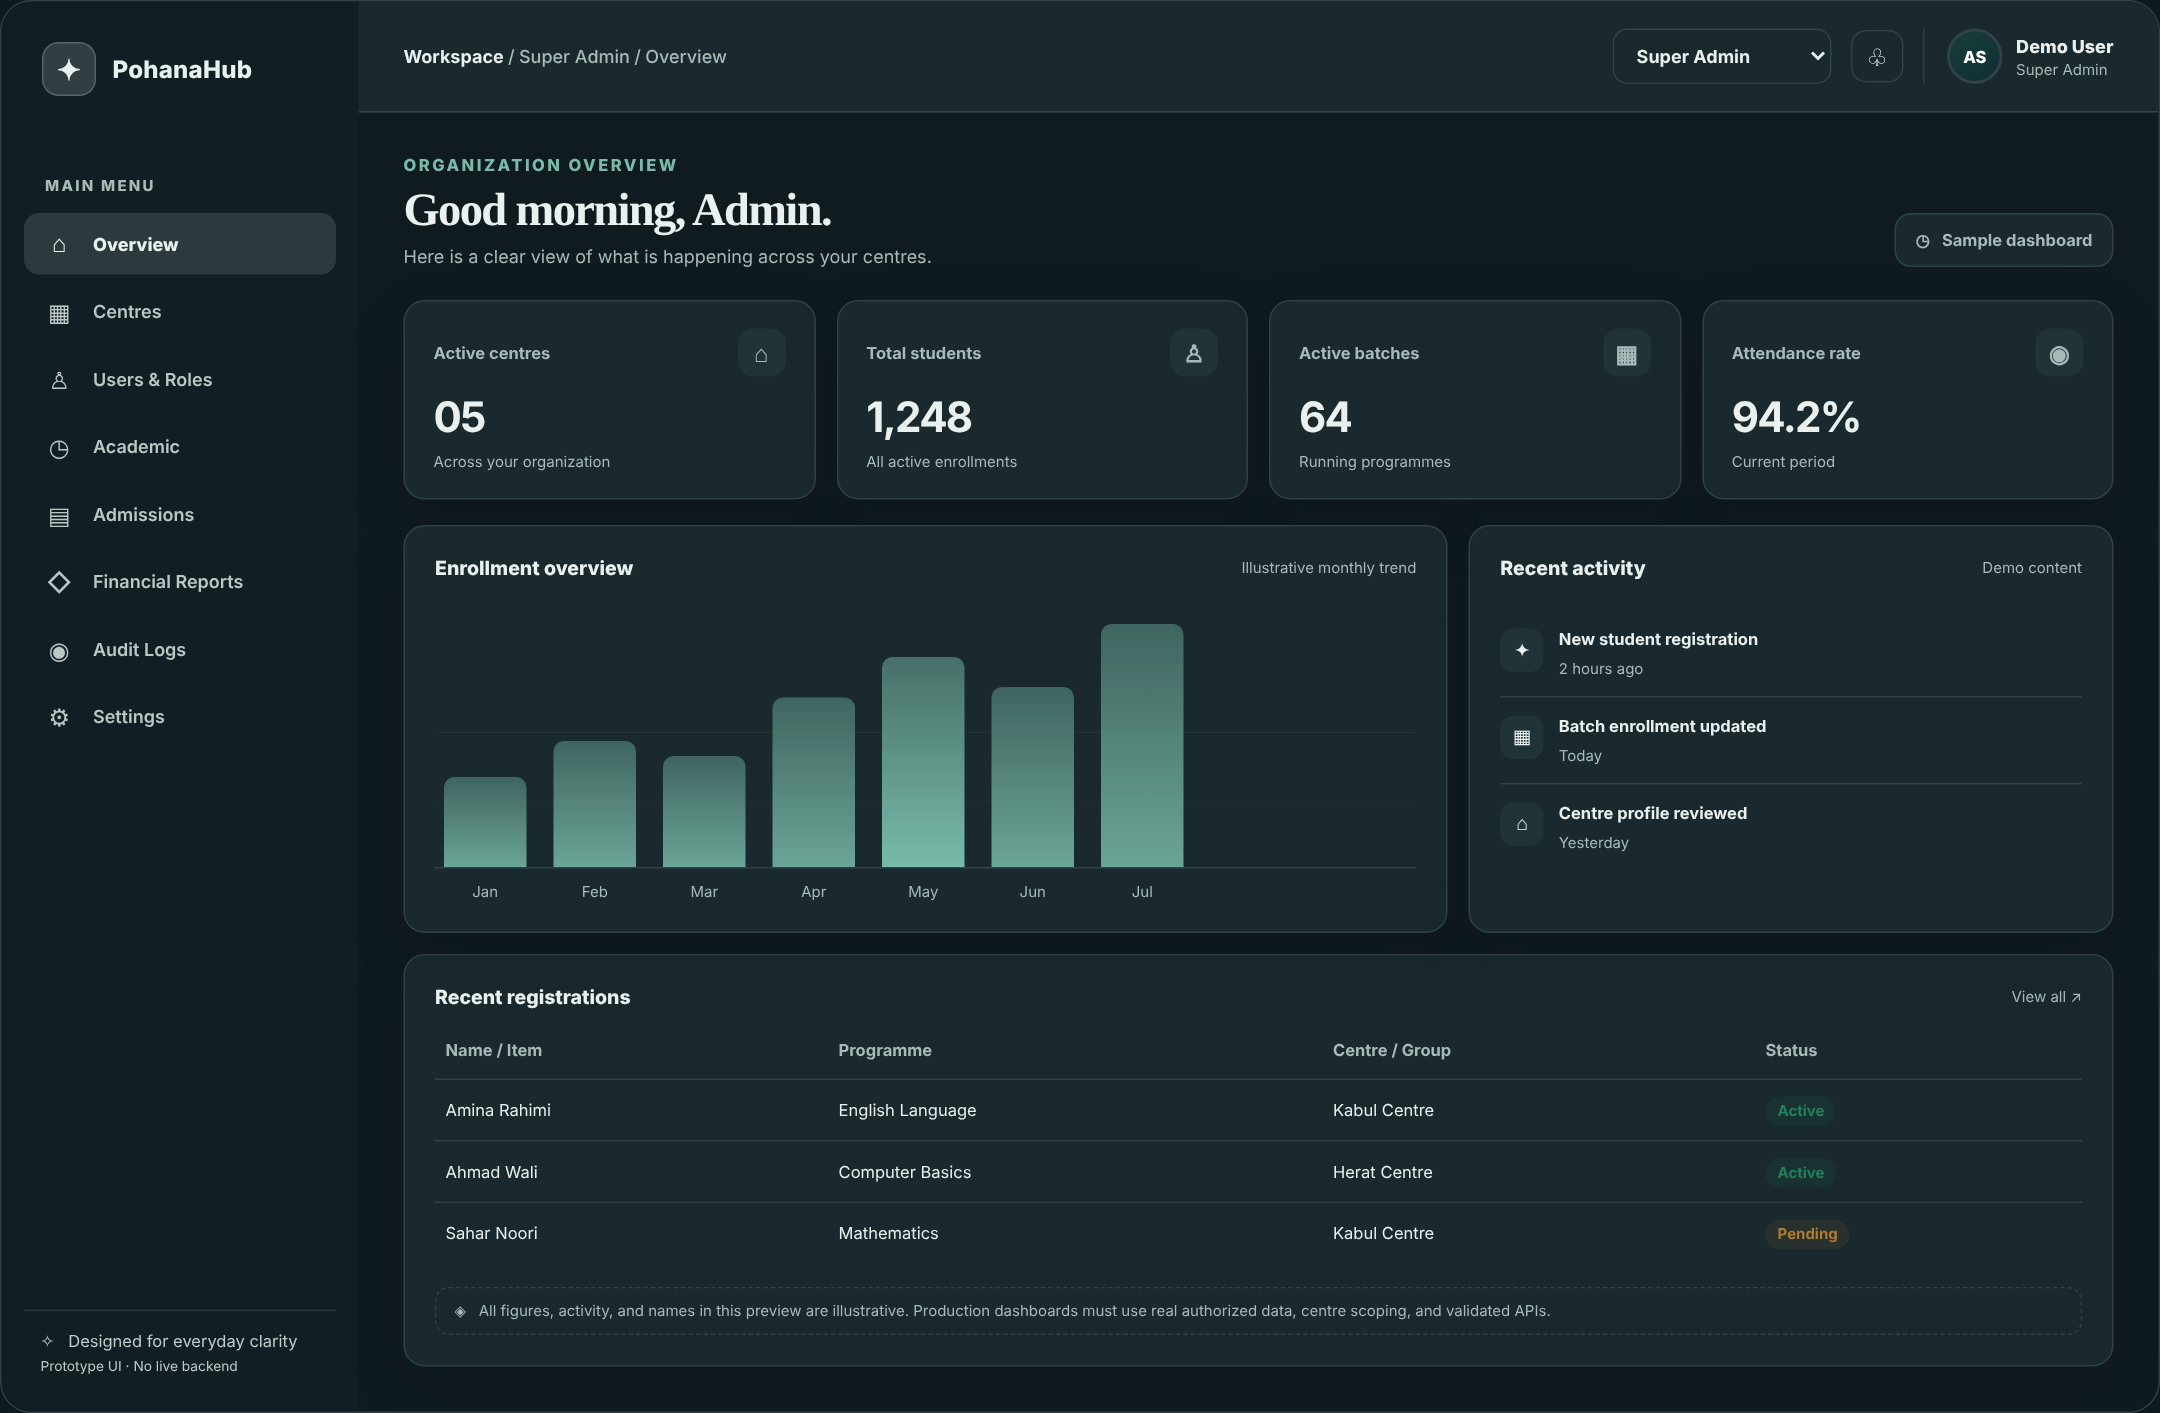 PohanaHub
Workspace / Super Admin / Overview
Super Admin
AS
Demo User
Super Admin
MAIN MENU
Overview
Centres
Users & Roles
Academic
Admissions
Financial Reports
Audit Logs
Settings
Designed for everyday clarity
Prototype UI · No live backend
ORGANIZATION OVERVIEW
Good morning, Admin.
Here is a clear view of what is happening across your centres.
Sample dashboard
Active centres
05
Across your organization
Total students
1,248
All active enrollments
Active batches
64
Running programmes
Attendance rate
94.2%
Current period
Enrollment overview
Illustrative monthly trend
Jan Feb Mar Apr May Jun Jul
Recent activity
Demo content
New student registration
2 hours ago
Batch enrollment updated
Today
Centre profile reviewed
Yesterday
Recent registrations
View all ↗
Name / Item Programme Centre / Group Status
Amina Rahimi English Language Kabul Centre Active
Ahmad Wali Computer Basics Herat Centre Active
Sahar Noori Mathematics Kabul Centre Pending
All figures, activity, and names in this preview are illustrative. Production dashboards must use real authorized data, centre scoping, and validated APIs.